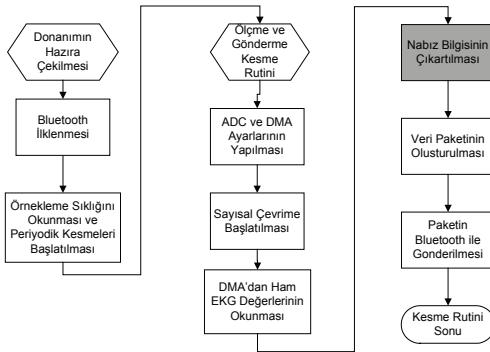 Donanımın
Hazıra
Çekilmesi
Bluetooth
İlklenmesi
Örnekleme Sıklığını
Okunması ve
Periyodik Kesmeleri
Başlatılması
Ölçme ve
Gönderme
Kesme
Rutini
ADC ve DMA
Ayarlarının
Yapılması
Sayısal Çevrime
Başlatılması
DMA'dan Ham
EKG Değerlerinin
Okunması
Nabız Bilgisinin
Çıkartılması
Veri Paketinin
Olusturulması
Paketin
Bluetooth ile
Gonderilmesi
Kesme Rutini
Sonu